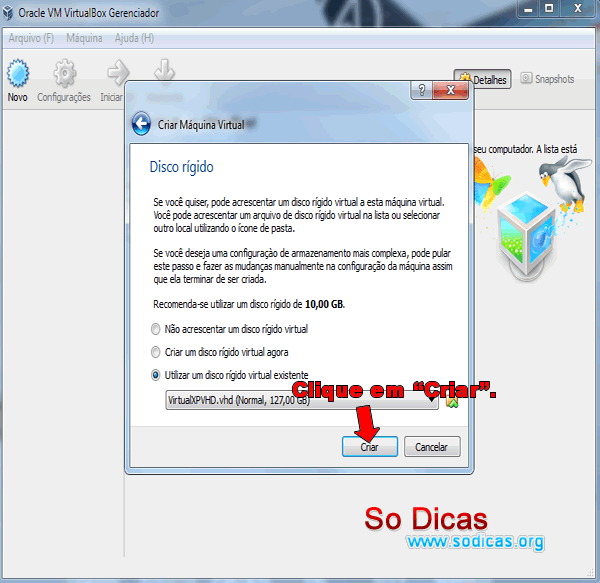 Oracle VM VirtualBox Gerenciador
Arquivo (F) Máquina Ajuda (H)
Novo Configurações Iniciar
Detalhes Snapshots
seu computador. A lista está
Criar Máquina Virtual
Disco rígido
Se você quiser, pode acrescentar um disco rígido virtual a esta máquina virtual.
Você pode acrescentar um arquivo de disco rígido virtual na lista ou selecionar
outro local utilizando o ícone de pasta.
Se você deseja uma configuração de armazenamento mais complexa, pode pular
este passo e fazer as mudanças manualmente na configuração da máquina assim
que ela terminar de ser criada.
Recomenda-se utilizar um disco rígido de 10,00 GB.
Não acrescentar um disco rígido virtual
Criar um disco rígido virtual agora
Utilizar um disco rígido virtual existente
Clique em “Criar”.
VirtualXPVHD.vhd (Normal, 127,00 GB)
Criar Cancelar
So Dicas
www.sodicas.org